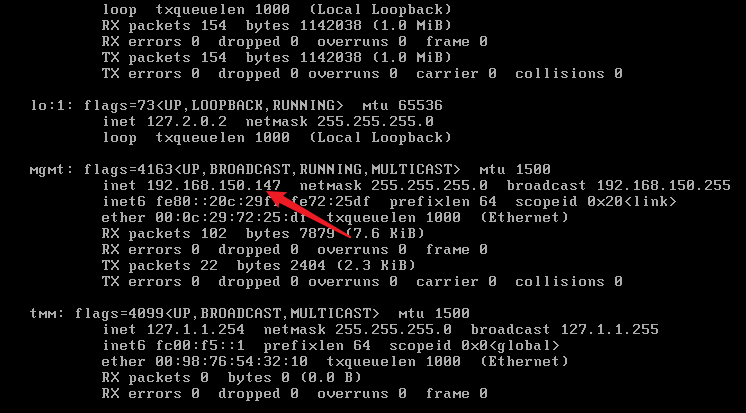 loop txqueuelen 1000 (Local Loopback)
RX packets 154 bytes 1142038 (1.0 MiB)
RX errors 0 dropped 0 overruns 0 frame 0
TX packets 154 bytes 1142038 (1.0 MiB)
TX errors 0 dropped 0 overruns 0 carrier 0 collisions 0
lo:1: flags=73<UP,LOOPBACK,RUNNING> mtu 65536
inet 127.2.0.2 netmask 255.255.255.0
loop txqueuelen 1000 (Local Loopback)
mgmt: flags=4163<UP,BROADCAST,RUNNING,MULTICAST> mtu 1500
inet 192.168.150.147 netmask 255.255.255.0 broadcast 192.168.150.255
inet6 fe80::20c:29f fe72:25df prefixlen 64 scopeid 0x20<link>
ether 00:0c:29:72:25:df txqueuelen 1000 (Ethernet)
RX packets 102 bytes 7879 (7.6 KiB)
RX errors 0 dropped 0 overruns 0 frame 0
TX packets 22 bytes 2404 (2.3 KiB)
TX errors 0 dropped 0 overruns 0 carrier 0 collisions 0
tmm: flags=4099<UP,BROADCAST,MULTICAST> mtu 1500
inet 127.1.1.254 netmask 255.255.255.0 broadcast 127.1.1.255
inet6 fc00:f5::1 prefixlen 64 scopeid 0x0<global>
ether 00:98:76:54:32:10 txqueuelen 1000 (Ethernet)
RX packets 0 bytes 0 (0.0 B)
RX errors 0 dropped 0 overruns 0 frame 0